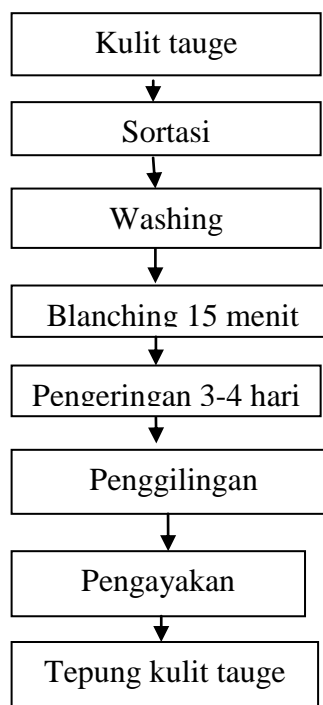 Kulit tauge
Sortasi
Washing
Blanching 15 menit
Pengeringan 3-4 hari
Penggilingan
Pengayakan
Tepung kulit tauge